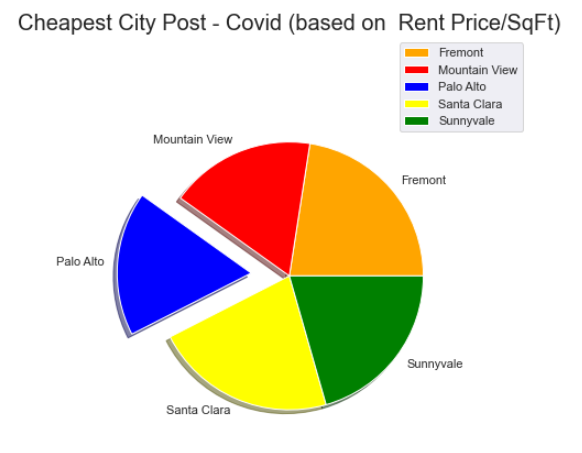 Cheapest City Post - Covid (based on  Rent Price/SqFt)
Fremont
Mountain View
Palo Alto
Santa Clara
Sunnyvale
Mountain View
Fremont
Palo Alto
Sunnyvale
Santa Clara